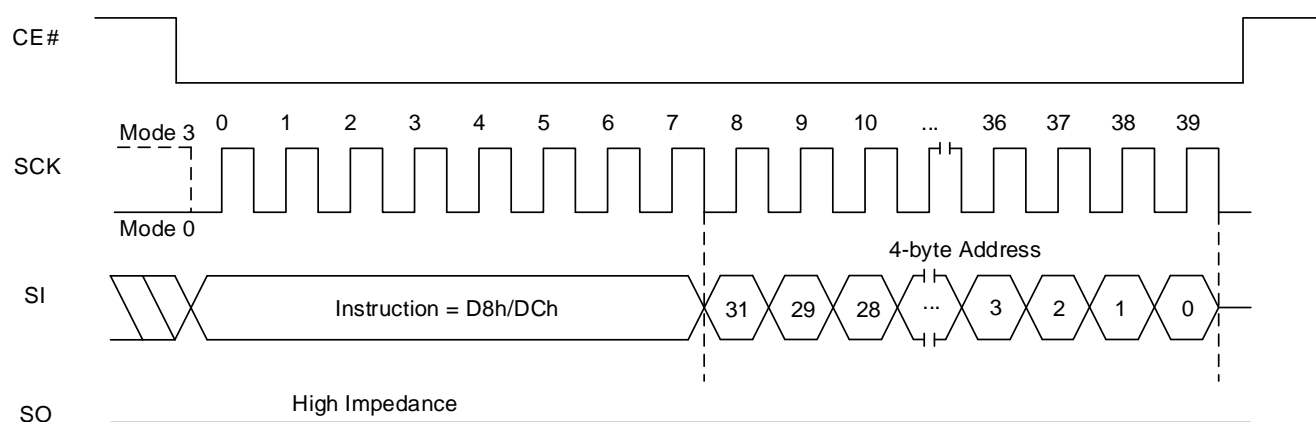 CE#
Mode 3
0 1 2 3 4 5 6 7 8 9 10 ... 36 37 38 39
SCK
Mode 0
4-byte Address
SI
Instruction = D8h/DCh
31 29 28 ... 3 2 1 0
High Impedance
SO